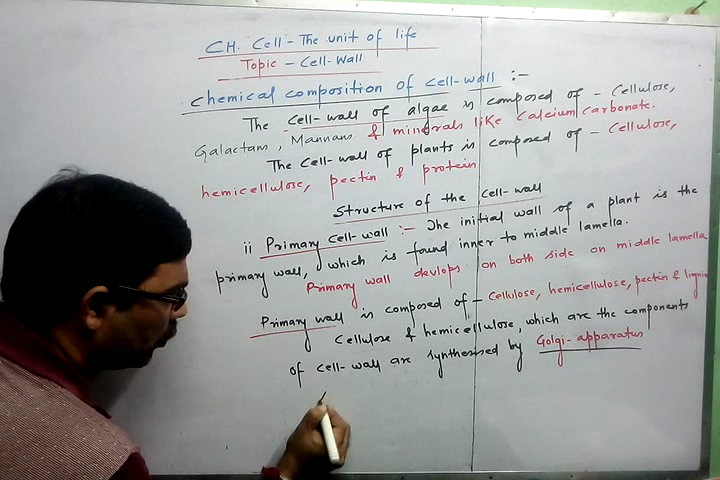 CH. Cell - The unit of life
Topic - Cell-Wall
Chemical composition of cell-wall :-
The cell-wall of algae is composed of - Cellulose,
Galactans, Mannans & minerals like Calcium carbonate.
The cell-wall of plants is composed of - Cellulose,
hemicellulose, pectin & protein
Structure of the cell-wall
ii Primary cell-wall :- The initial wall of a plant is the
primary wall, which is found inner to middle lamella.
Primary wall devlops on both side on middle lamella
Primary wall is composed of - cellulose, hemicellulose, pectin & lignin
Cellulose & hemicellulose, which are the components
of cell-wall are synthesised by Golgi-apparatus